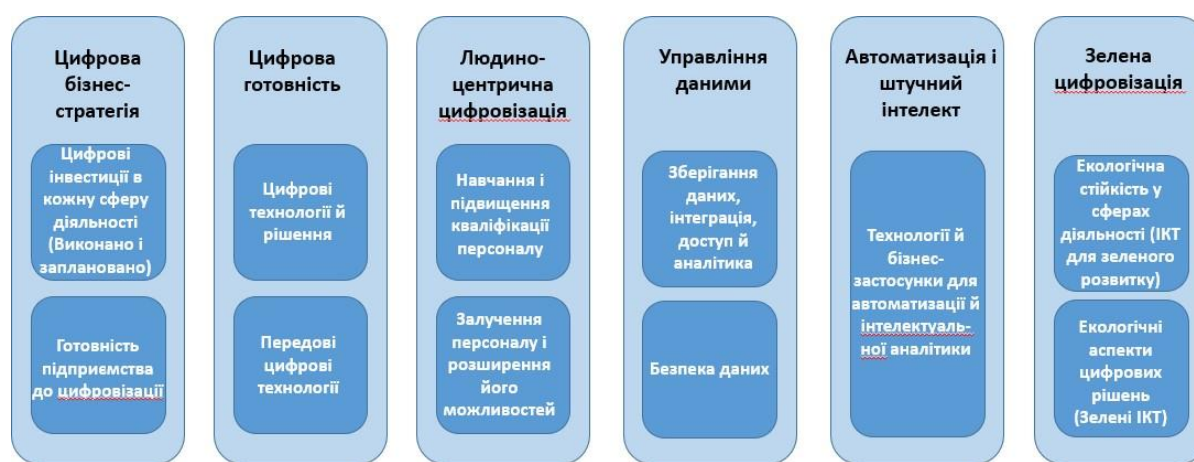 Цифрова
бізнес-
стратегія
Цифрові
інвестиції в
кожну сферу
діяльності
(Виконано і
заплановано)
Готовність
підприємства
до цифровізації
Цифрова
готовність
Цифрові
технології й
рішення
Передові
цифрові
технології
Людино-
центрична
цифровізація
Навчання і
підвищення
кваліфікації
персоналу
Залучення
персоналу і
розширення
його
можливостей
Управління
даними
Зберігання
даних,
інтеграція,
доступ й
аналітика
Безпека даних
Автоматизація і
штучний
інтелект
Технології й
бізнес-
застосунки для
автоматизації й
інтелектуаль-
ної аналітики
Зелена
цифровізація
Екологічна
стійкість у
сферах
діяльності (ІКТ
для зеленого
розвитку)
Екологічні
аспекти
цифрових
рішень
(Зелені ІКТ)